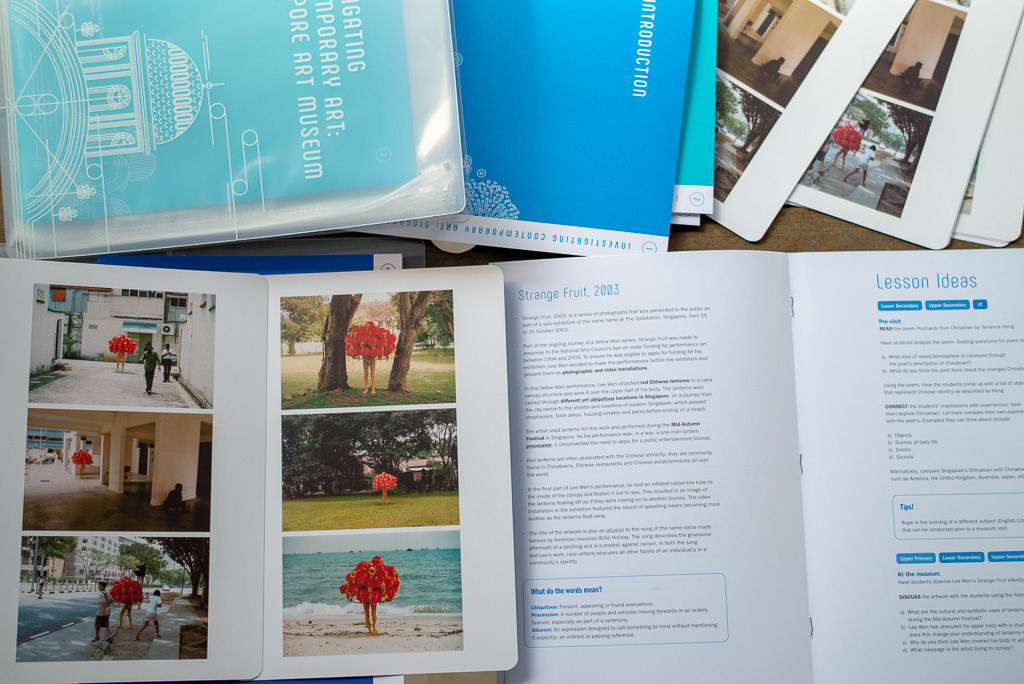 GATING
MPORARY ART:
PORE ART MUSEUM
INTRODUCTION
INVESTIGATING CONTEMPORARY ART: SINGAP
2
Strange Fruit, 2003
Strange Fruit, 2003, is a series of photographs that was presented to the public as
part of a solo exhibition of the same name at The Substation, Singapore, from 15
to 31 October 2003.
Part of the ongoing Journey of a Yellow Man series, Strange Fruit was made in
response to the National Arts Council's ban on state funding for performance art
between 1994 and 2003. To ensure he was eligible to apply for funding for his
exhibition, Lee Wen decided to make the performances before the exhibition and
present them as photographic and video installations.
In this Yellow Man performance, Lee Wen attached red Chinese lanterns to a cane
canopy structure and wore it over the upper half of his body. The lanterns were
carried through different yet ubiquitous locations in Singapore, on a journey from
the city centre to the streets and coastline of eastern Singapore, which passed
shophouses, back alleys, housing estates and parks before ending on a beach.
The artist used lanterns for this work and performed during the Mid-Autumn
Festival in Singapore. As his performance was, in a way, a one-man lantern
procession, it circumvented the need to apply for a public entertainment license.
Red lanterns are often associated with the Chinese ethnicity; they are commonly
found in Chinatowns, Chinese restaurants and Chinese establishments all over
the world.
In the final part of Lee Wen's performance, he tied an inflated rubber-tire tube to
the inside of the canopy and floated it out to sea. This resulted in an image of
the lanterns floating off as if they were moving on to another journey. The video
installation in the exhibition featured the sound of splashing waves becoming more
audible as the lanterns float away.
The title of the artwork is also an allusion to the song of the same name made
famous by American musician Billie Holiday. The song describes the gruesome
aftermath of a lynching and is a protest against racism. In both the song
and Lee's work, race unfairly obscures all other facets of an individual's or a
community's identity.
What do the words mean?
Ubiquitous: Present, appearing or found everywhere.
Procession: A number of people and vehicles moving forwards in an orderly
fashion, especially as part of a ceremony.
Allusion: An expression designed to call something to mind without mentioning
it explicitly; an indirect or passing reference.
Lesson Ideas
Lower Secondary Upper Secondary JC
Pre-visit
READ the poem Postcards from Chinatown by Terrence Heng.
Have students analyse the poem. Guiding questions for poem a
a) What kind of mood/atmosphere is conveyed through
the poet's description of Chinatown?
b) What do you think the poet feels about the changes Chinato
Using the poem, have the students come up with a list of object
that represent Chinese identity as described by Heng.
CONNECT the students' impressions with experiences; have
them explore Chinatown. Let them compare their own experie
with the poet's. Examples they can think about include:
a) Objects
b) Scenes of daily life
c) Smells
d) Sounds
Alternatively, compare Singapore's Chinatown with Chinatow
such as America, the United Kingdom, Australia, Japan, etc.
Tips!
Rope in the learning of a different subject (English/Li
that can be conducted prior to a museum visit.
Upper Primary Lower Secondary Upper Seconda
At the museum
Have students observe Lee Wen's Strange Fruit silently
DISCUSS the artwork with the students using the follow
a) What are the cultural and symbolic uses of lantern
during the Mid-Autumn Festival?
b) Lee Wen has obscured his upper body with a clust
does this change your understanding of lanterns
c) Why do you think Lee Wen covered his body in ye
d) What message is the artist trying to convey?